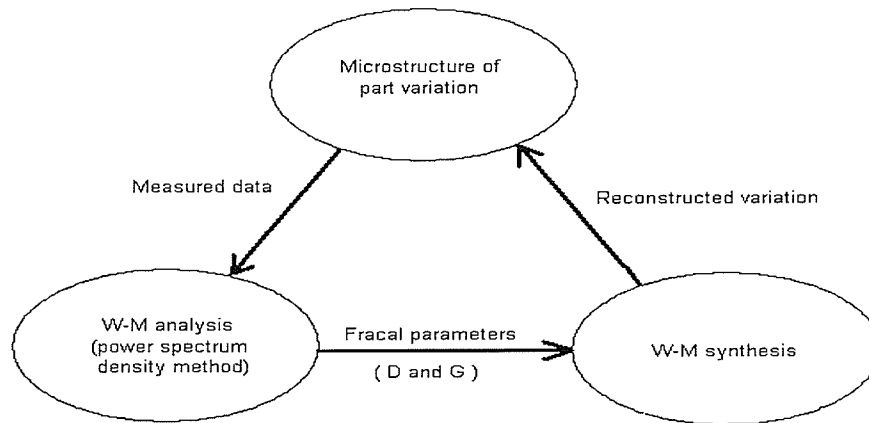 Microstructure of
part variation
Measured data
Reconstructed variation
W-M analysis
(power spectrum
density method)
Fracal parameters
( D and G )
W-M synthesis